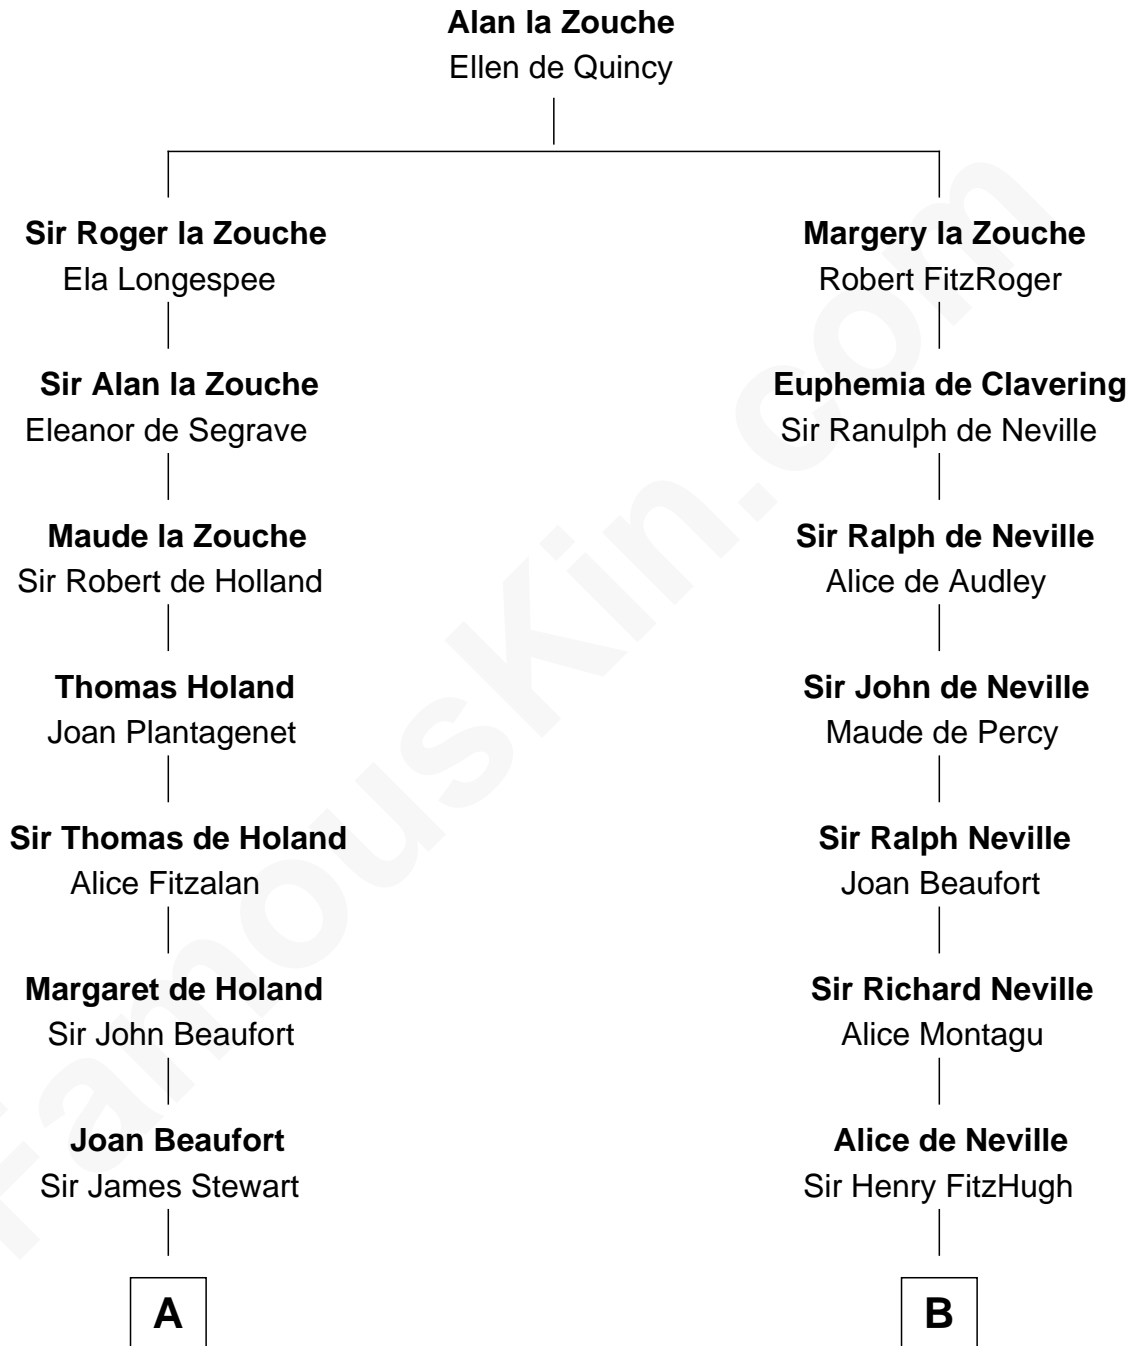 Alan la Zouche
Ellen de Quincy
Sir Roger la Zouche
Ela Longespee
Margery la Zouche
Robert FitzRoger
Sir Alan la Zouche
Eleanor de Segrave
Euphemia de Clavering
Sir Ranulph de Neville
Maude la Zouche
Sir Robert de Holland
Sir Ralph de Neville
Alice de Audley
Thomas Holand
Joan Plantagenet
Sir John de Neville
Maude de Percy
Sir Thomas de Holand
Alice Fitzalan
Sir Ralph Neville
Joan Beaufort
Margaret de Holand
Sir John Beaufort
Sir Richard Neville
Alice Montagu
Joan Beaufort
Sir James Stewart
Alice de Neville
Sir Henry FitzHugh
A
B
FamousKin.com